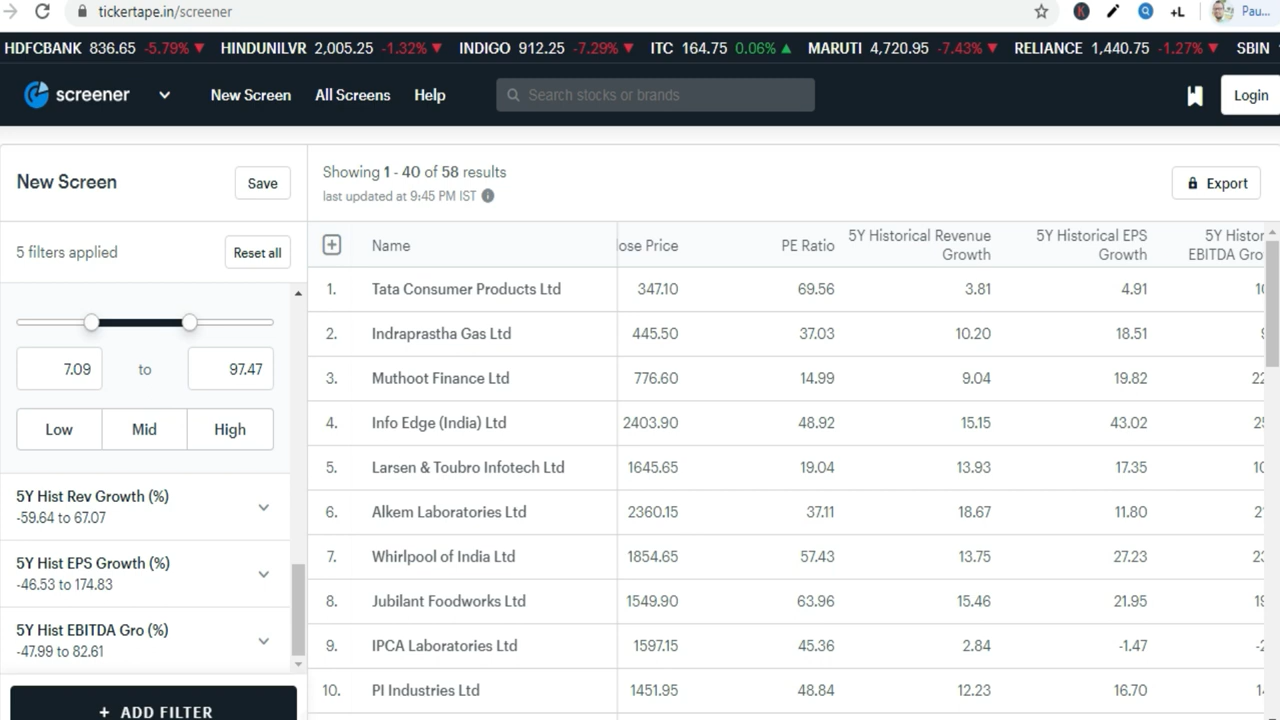 tickertape.in/screener
+L
Pau...
HDFCBANK 836.65 -5.79% ▼ HINDUNILVR 2,005.25 -1.32% ▼ INDIGO 912.25 -7.29% ▼ ITC 164.75 0.06% ▲ MARUTI 4,720.95 -7.43% ▼ RELIANCE 1,440.75 -1.27% ▼ SBIN
screener New Screen All Screens Help Search stocks or brands Login
New Screen Save
5 filters applied Reset all
7.09 to 97.47
Low Mid High
5Y Hist Rev Growth (%)
-59.64 to 67.07
5Y Hist EPS Growth (%)
-46.53 to 174.83
5Y Hist EBITDA Gro (%)
-47.99 to 82.61
+ ADD FILTER
Showing 1 - 40 of 58 results
last updated at 9:45 PM IST
Export
Name ose Price PE Ratio 5Y Historical Revenue Growth 5Y Historical EPS Growth 5Y Histor EBITDA Gro
1. Tata Consumer Products Ltd 347.10 69.56 3.81 4.91
2. Indraprastha Gas Ltd 445.50 37.03 10.20 18.51
3. Muthoot Finance Ltd 776.60 14.99 9.04 19.82 22
4. Info Edge (India) Ltd 2403.90 48.92 15.15 43.02
5. Larsen & Toubro Infotech Ltd 1645.65 19.04 13.93 17.35
6. Alkem Laboratories Ltd 2360.15 37.11 18.67 11.80
7. Whirlpool of India Ltd 1854.65 57.43 13.75 27.23
8. Jubilant Foodworks Ltd 1549.90 63.96 15.46 21.95
9. IPCA Laboratories Ltd 1597.15 45.36 2.84 -1.47
10. PI Industries Ltd 1451.95 48.84 12.23 16.70